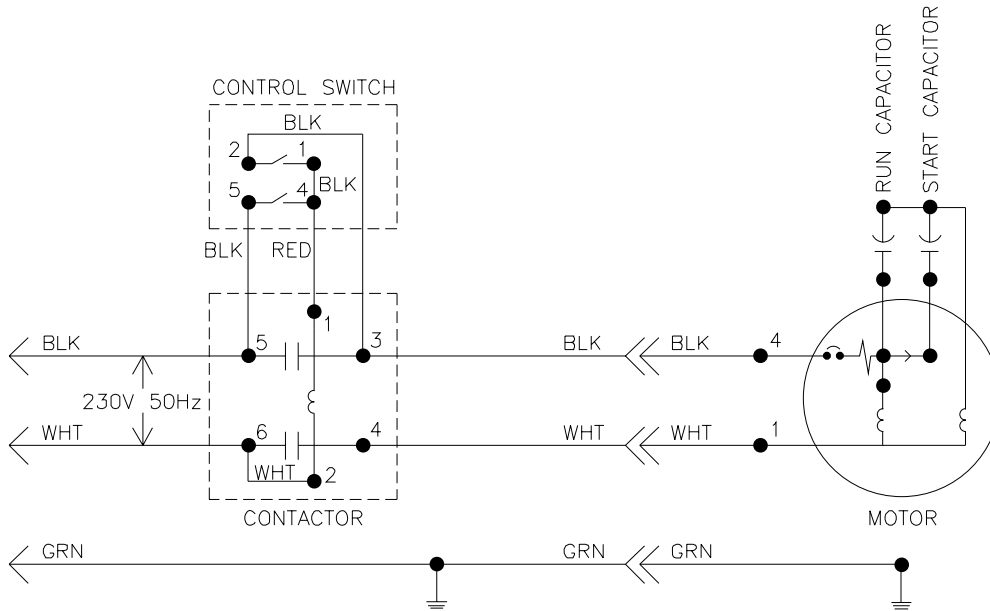 RUN CAPACITOR
START CAPACITOR
CONTROL SWITCH
BLK
2
1
BLK
5
4
BLK
RED
1
BLK
5
3
BLK
BLK
4
230V 50Hz
WHT
6
4
WHT
WHT
1
WHT
2
CONTACTOR
MOTOR
GRN
GRN
GRN